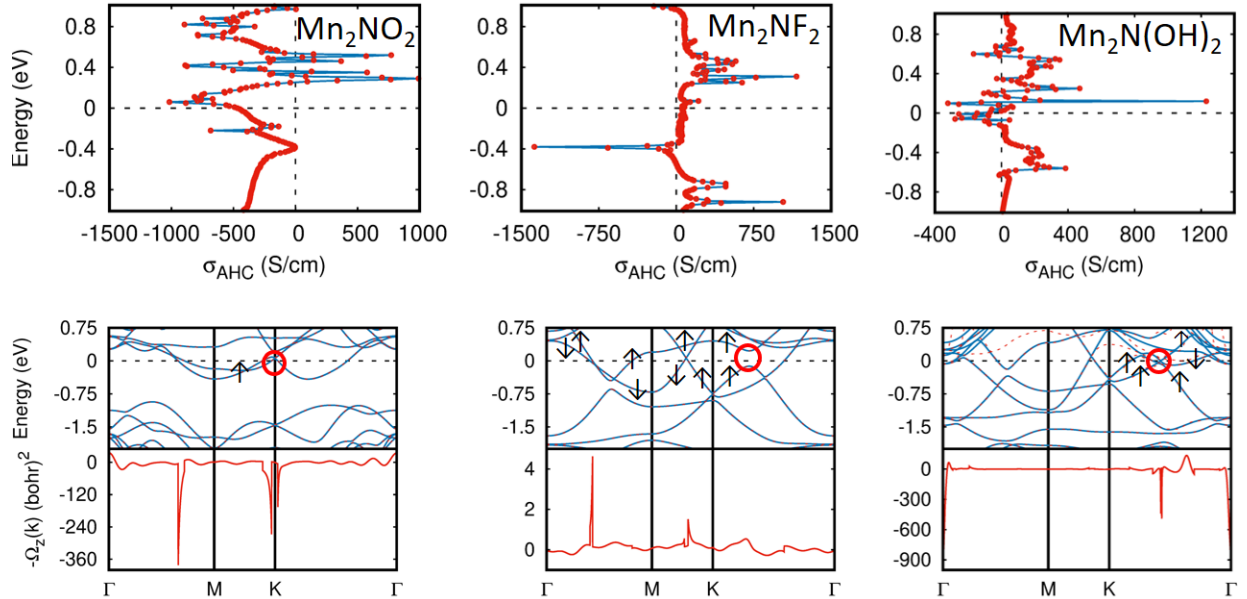 Mn₂NO₂
Mn₂NF₂
Mn₂N(OH)₂
Energy (eV)
0.8
0.4
0
-0.4
-0.8
0.8
0.4
0
-0.4
-0.8
0.8
0.4
0
-0.4
-0.8
-1500 -1000 -500 0 500 1000
-1500 -750 0 750 1500
-400 0 400 800 1200
σAHC (S/cm)
σAHC (S/cm)
σAHC (S/cm)
Energy (eV)
0.75
0
-0.75
-1.5
0.75
0
-0.75
-1.5
0.75
0
-0.75
-1.5
↑
↓ ↑ ↑ ↓ ↑ ↓ ↑ ↑ ↑
↑ ↑ ↑ ↑ ↓
-Ωz(k) (bohr)²
0
-120
-240
-360
4
2
0
0
-300
-600
-900
Γ M K Γ
Γ M K Γ
Γ M K Γ